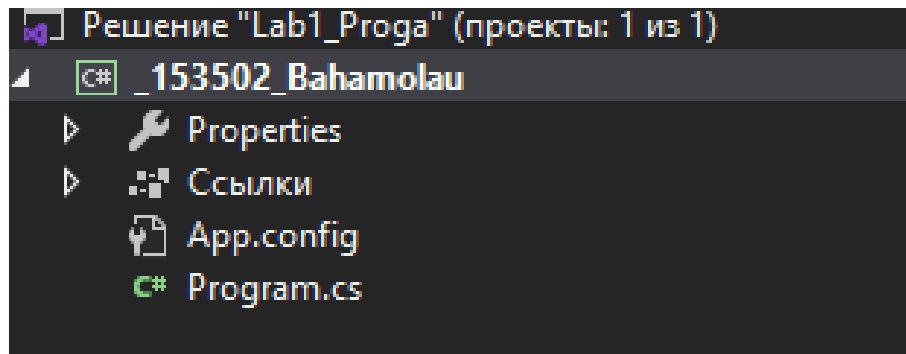 Решение "Lab1_Proga" (проекты: 1 из 1)
C# _153502_Bahamolau
Properties
Ссылки
App.config
C# Program.cs